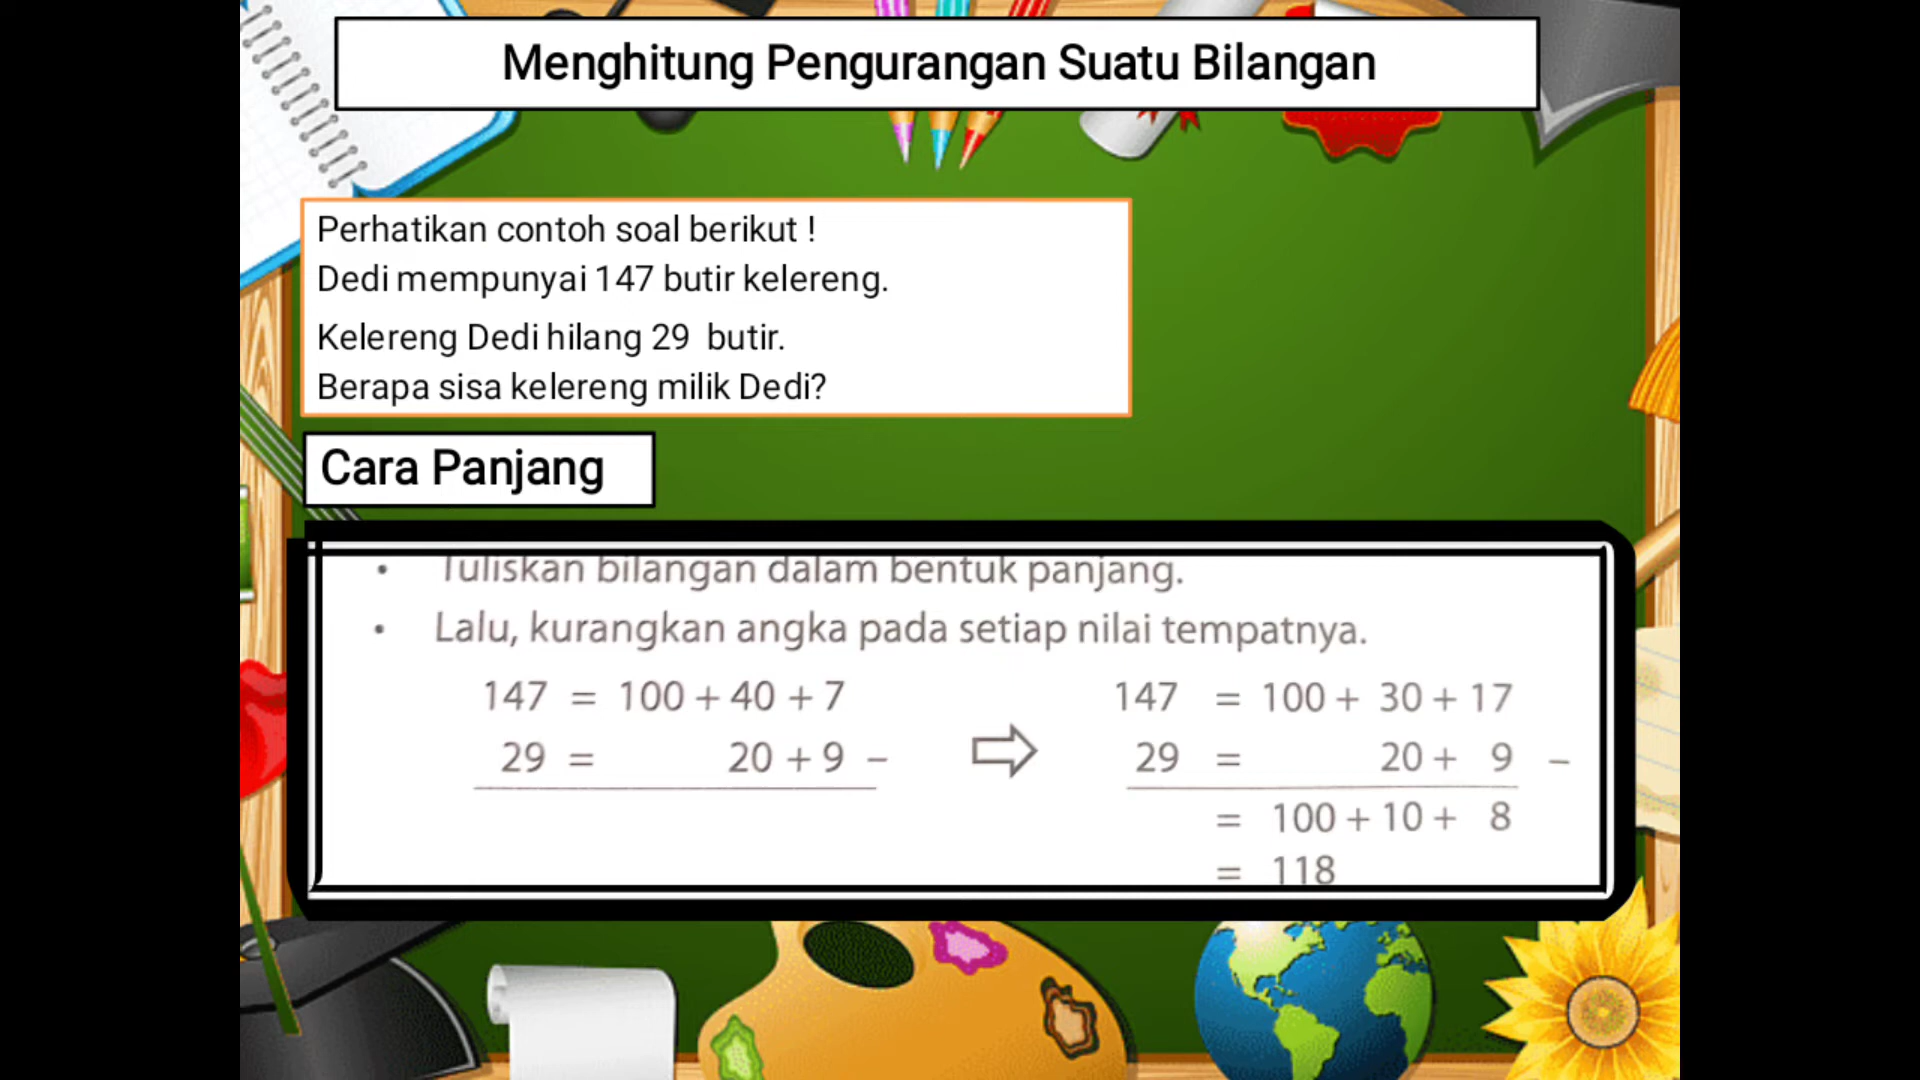 Menghitung Pengurangan Suatu Bilangan
Perhatikan contoh soal berikut !
Dedi mempunyai 147 butir kelereng.
Kelereng Dedi hilang 29 butir.
Berapa sisa kelereng milik Dedi?
Cara Panjang
• Tuliskan bilangan dalam bentuk panjang.
• Lalu, kurangkan angka pada setiap nilai tempatnya.
147 = 100 + 40 + 7
29 = 20 + 9 –
147 = 100 + 30 + 17
29 = 20 + 9 –
= 100 + 10 + 8
= 118